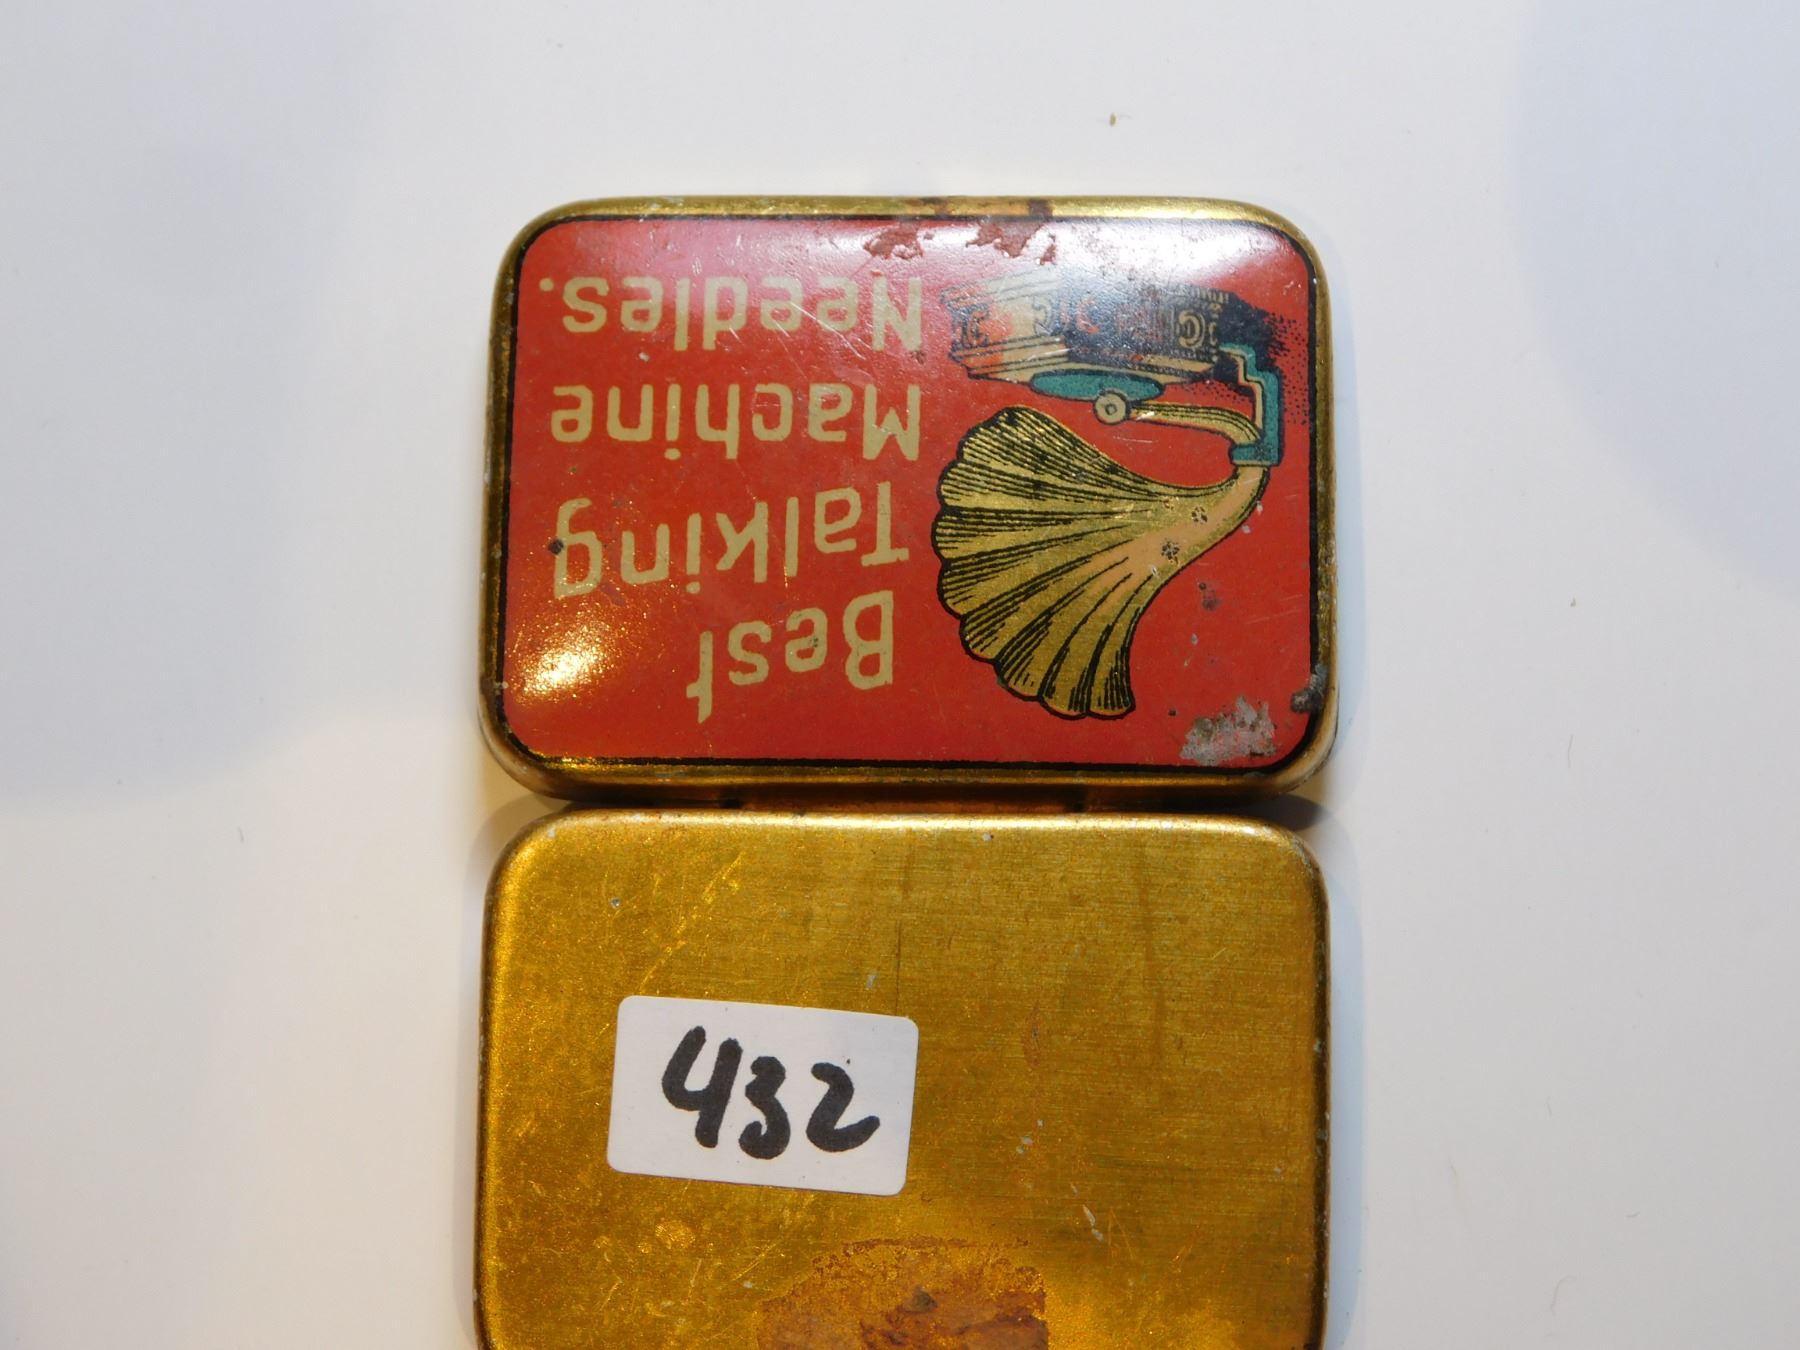 Best
Talking
Machine
Needles.
432